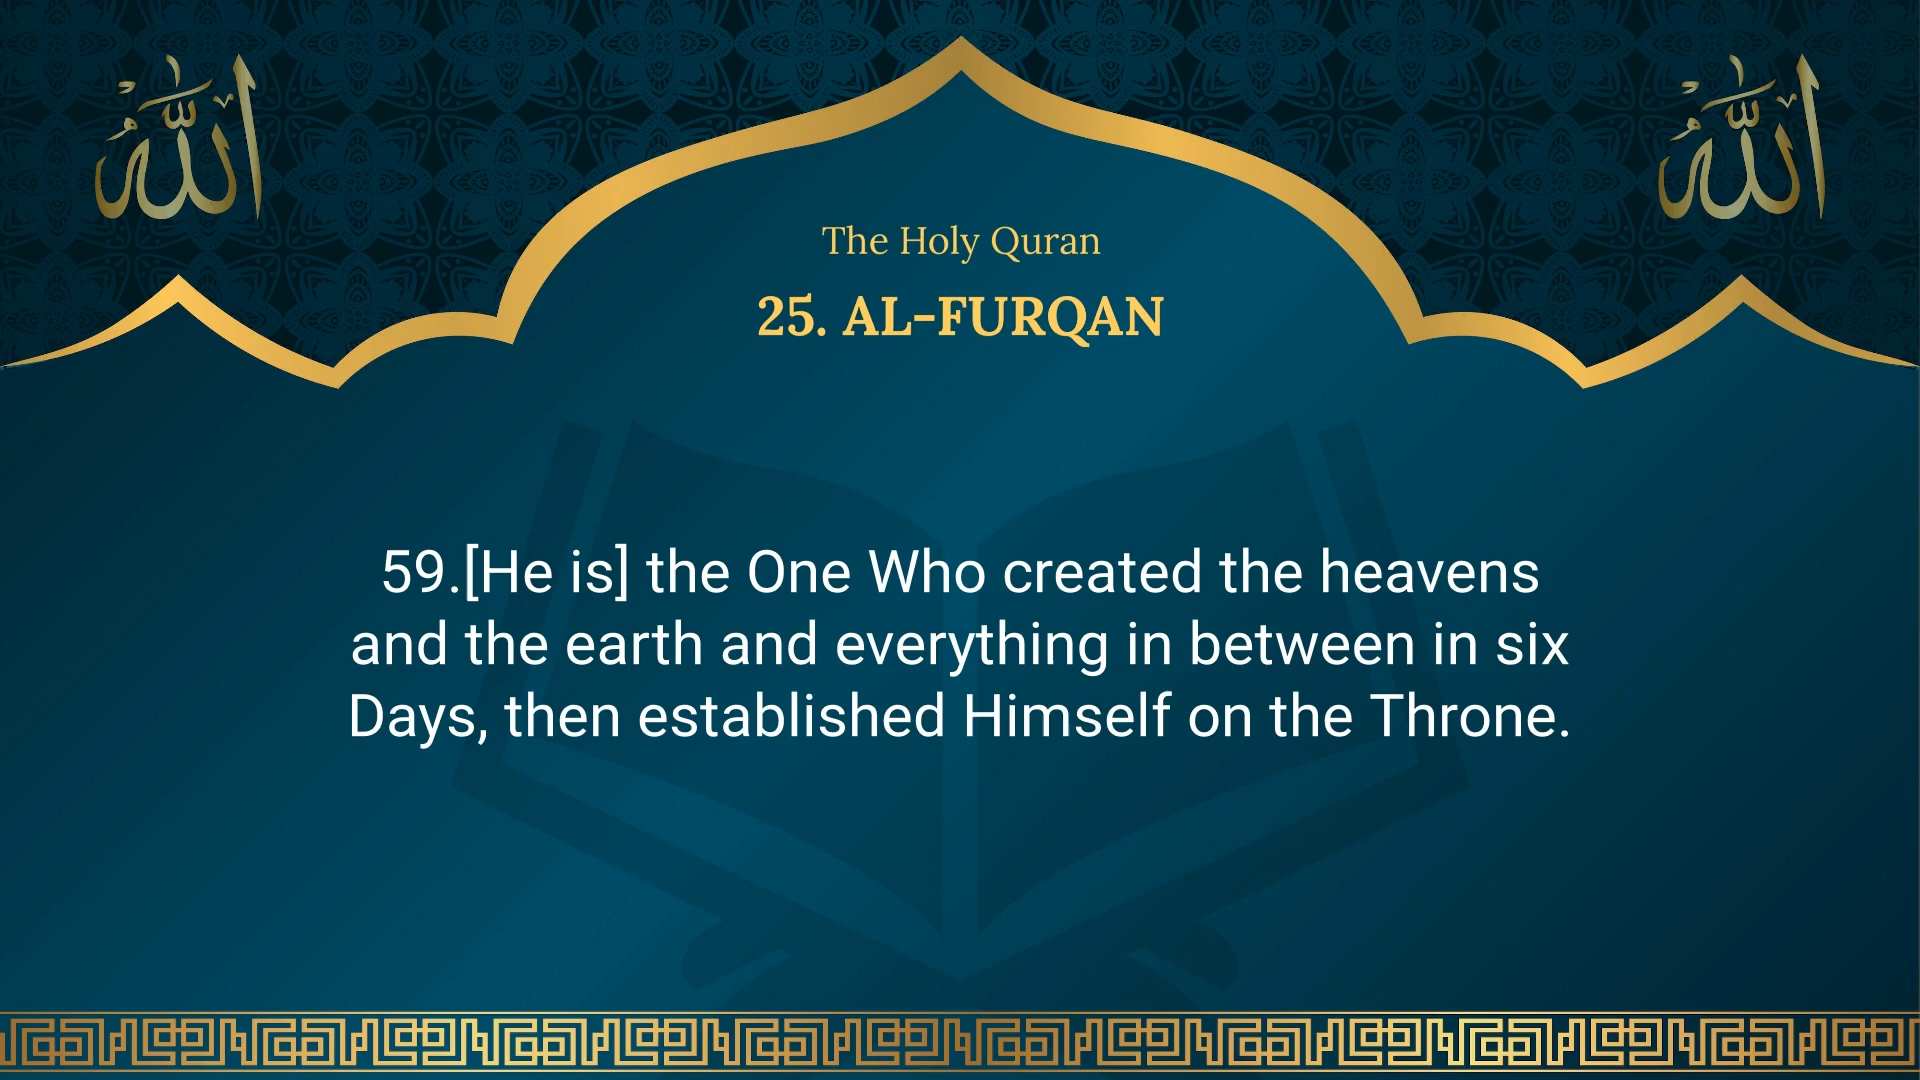 الله
الله
The Holy Quran
25. AL-FURQAN
59.[He is] the One Who created the heavens
and the earth and everything in between in six
Days, then established Himself on the Throne.